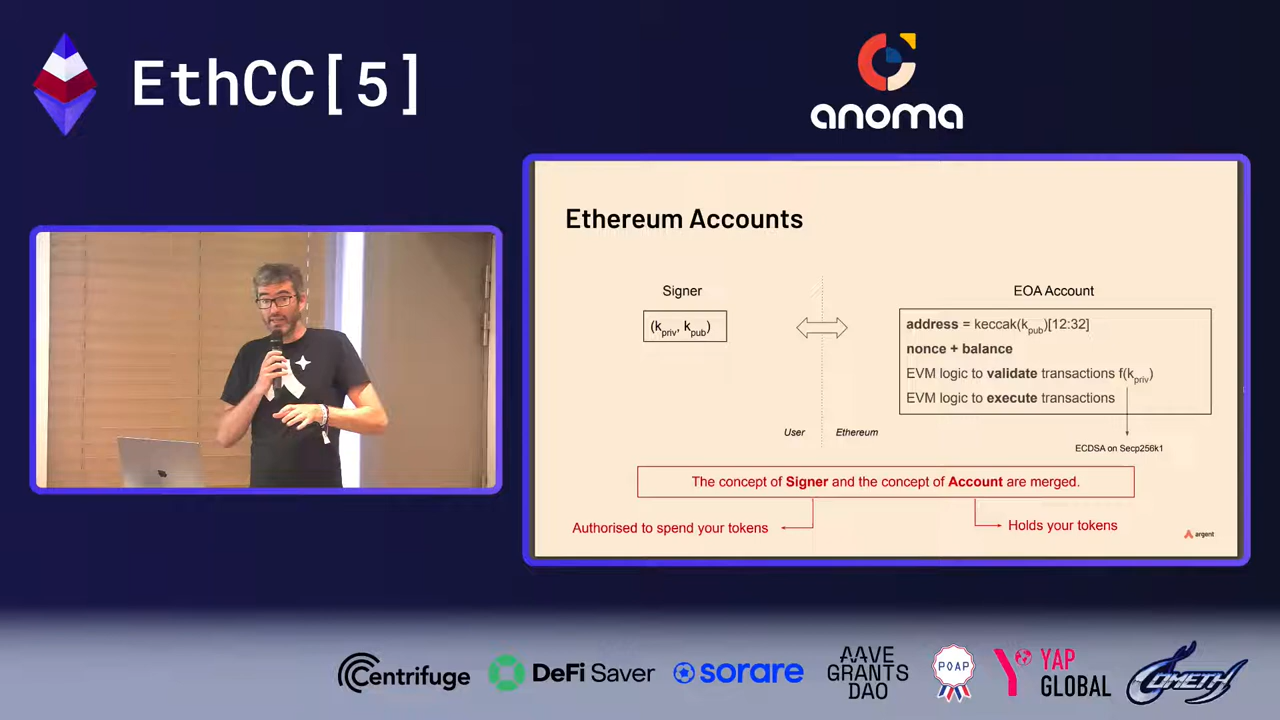 EthCC[5]
anoma
Ethereum Accounts
Signer
(kpriv, kpub)
EOA Account
address = keccak(kpub)[12:32]
nonce + balance
EVM logic to validate transactions f(kpriv)
EVM logic to execute transactions
User
Ethereum
ECDSA on Secp256k1
The concept of Signer and the concept of Account are merged.
Authorised to spend your tokens
Holds your tokens
argent
Centrifuge
DeFi Saver
sorare
AAVE
GRANTS
DAO
POAP
YAP
GLOBAL
COMETH